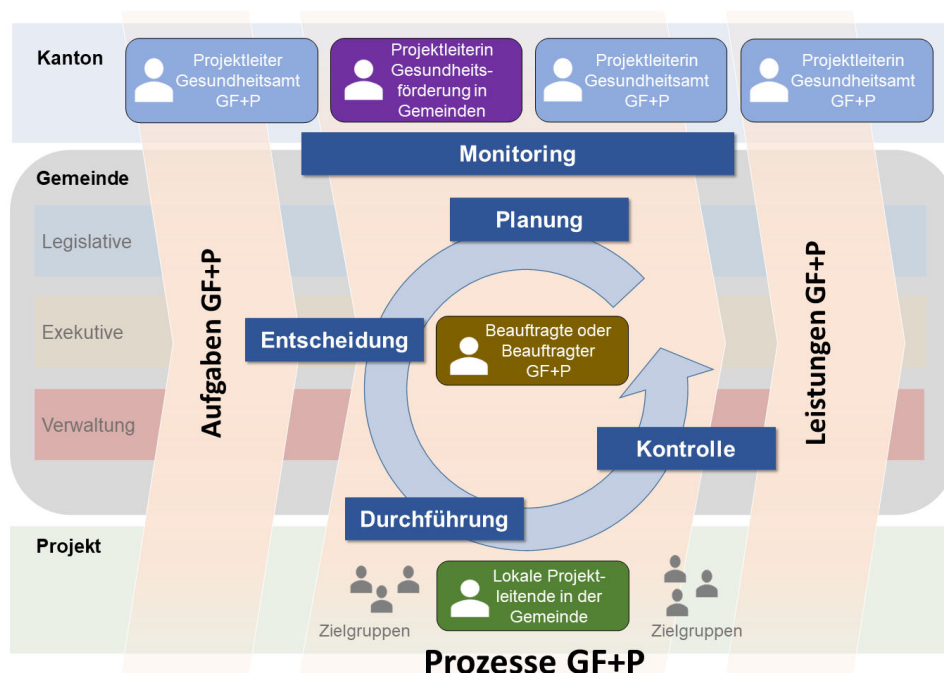 Kanton
Projektleiter
Gesundheitsamt
GF+P
Projektleiterin
Gesundheits-
förderung in
Gemeinden
Projektleiterin
Gesundheitsamt
GF+P
Projektleiterin
Gesundheitsamt
GF+P
Monitoring
Gemeinde
Planung
Legislative
Exekutive
Entscheidung
Beauftragte oder
Beauftragter
GF+P
Aufgaben GF+P
Leistungen GF+P
Verwaltung
Kontrolle
Durchführung
Projekt
Lokale Projekt-
leitende in der
Gemeinde
Zielgruppen
Zielgruppen
Prozesse GF+P